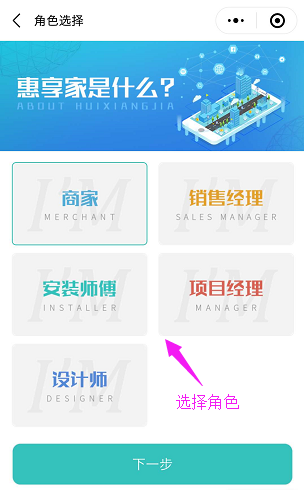 角色选择
惠享家是什么?
ABOUT HUIXIANGJIA
I'M
商家
MERCHANT
I'M
销售经理
SALES MANAGER
I'M
安装师傅
INSTALLER
I'M
项目经理
MANAGER
I'M
设计师
DESIGNER
选择角色
下一步